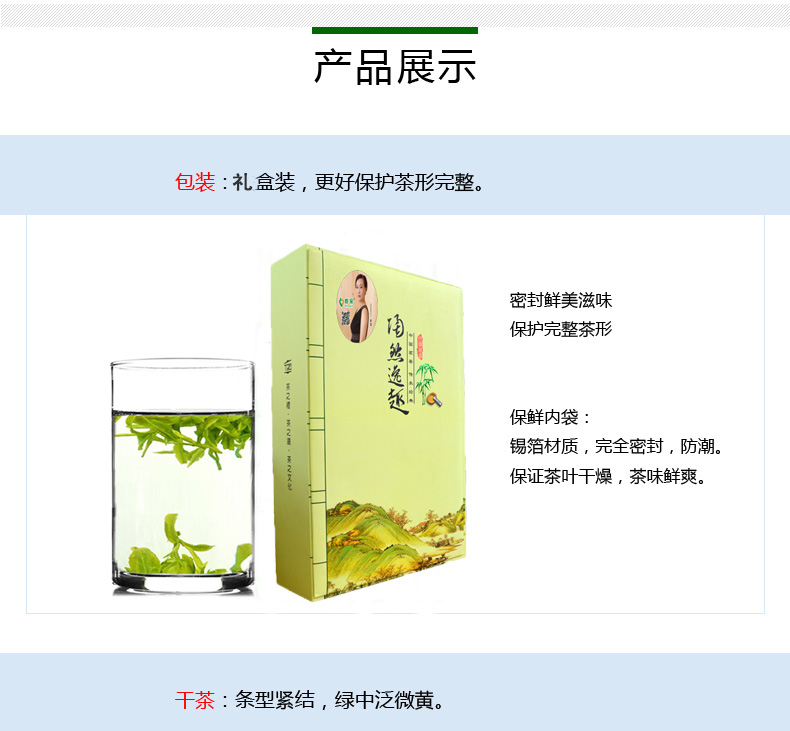 产品展示
包装：礼盒装，更好保护茶形完整。
密封鲜美滋味
保护完整茶形
然逸趣
保鲜内袋：
锡箔材质，完全密封，防潮。
保证茶叶干燥，茶味鲜爽。
干茶：条型紧结，绿中泛微黄。